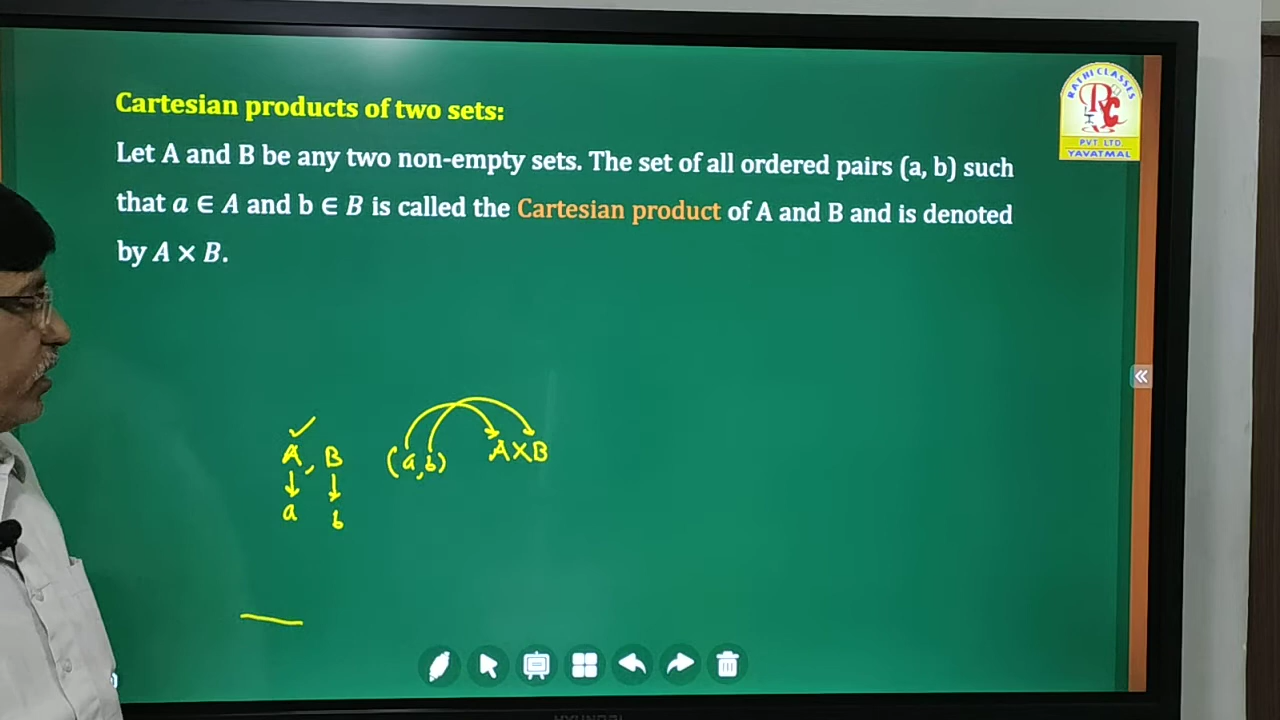 Cartesian products of two sets:
Let A and B be any two non-empty sets. The set of all ordered pairs (a, b) such
that a ∈ A and b ∈ B is called the Cartesian product of A and B and is denoted
by A × B.
RATHI CLASSES
RC
PVT. LTD.
YAVATMAL
A, B (a,b) A×B
a b
HYUNDAI